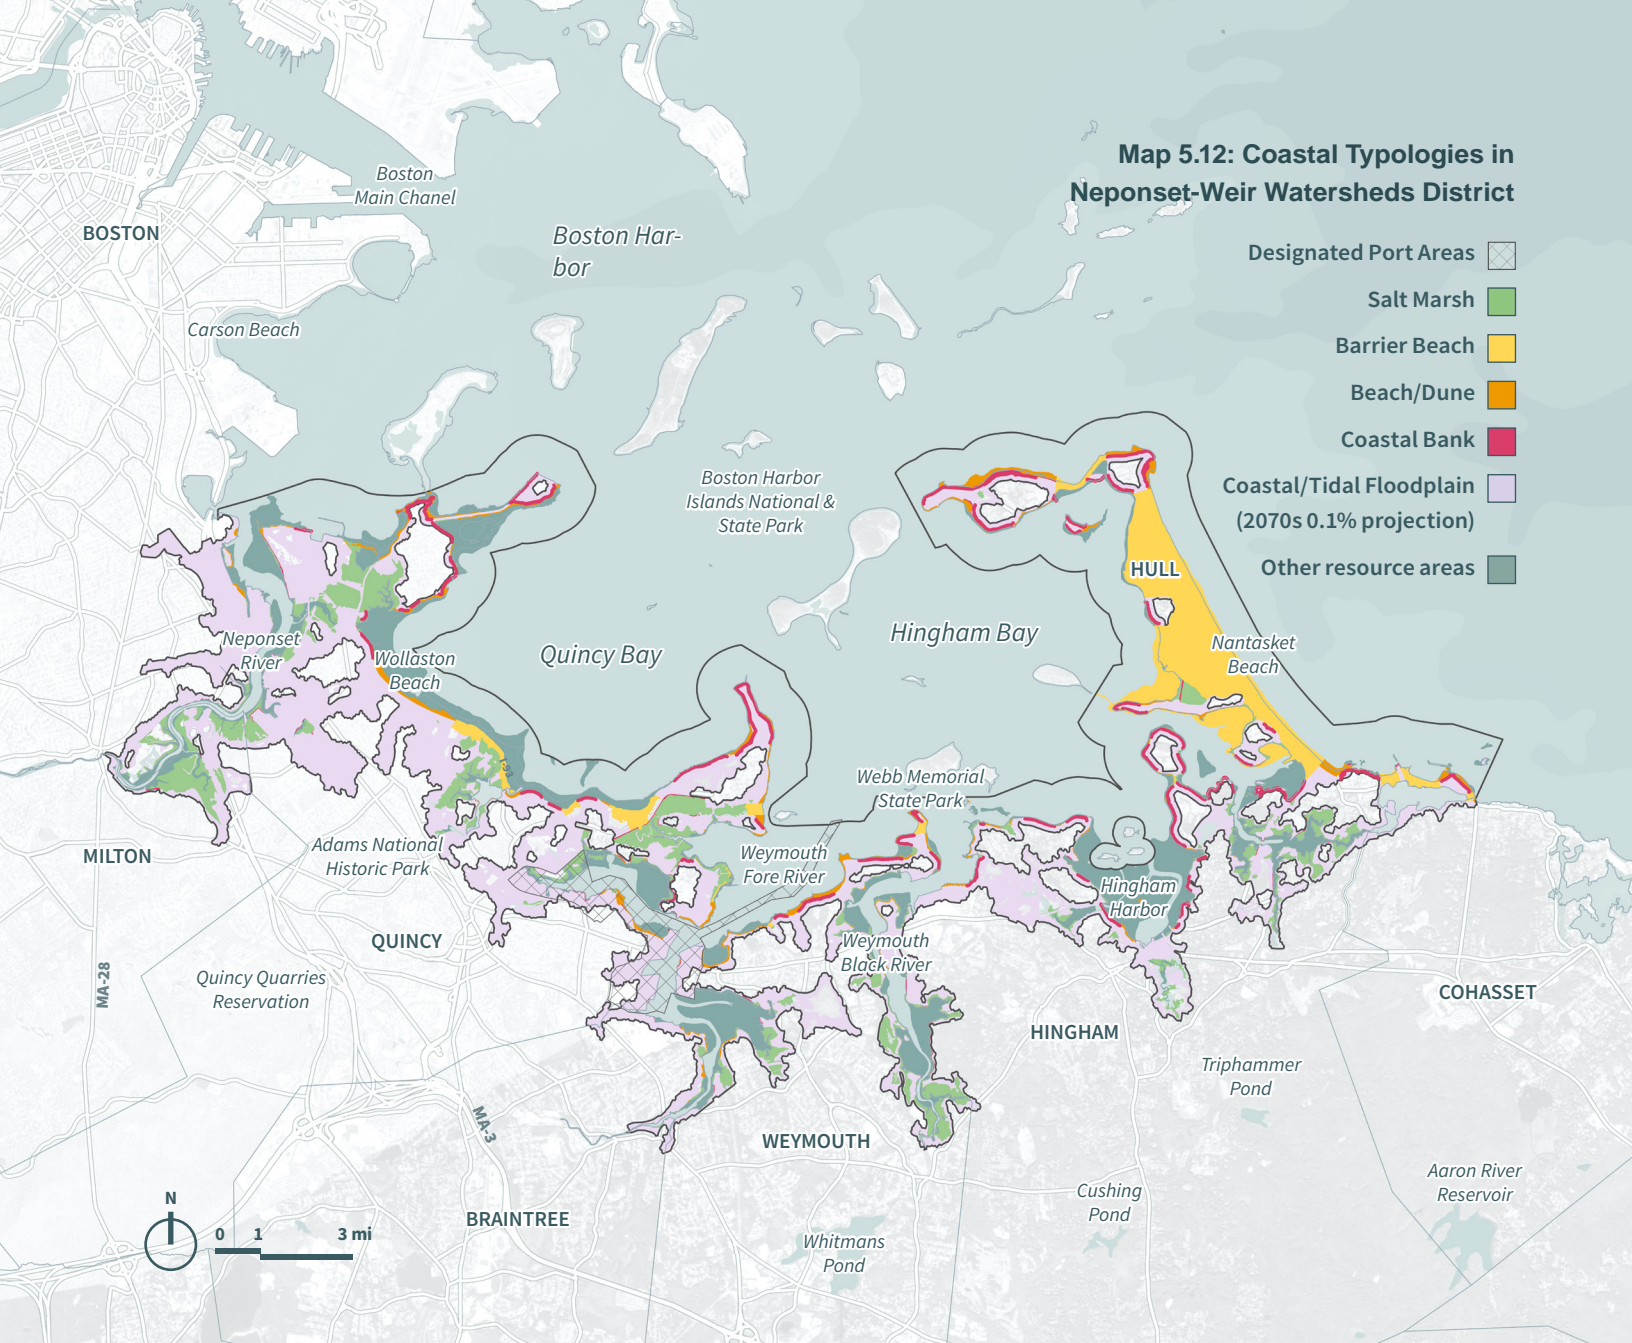 Map 5.12: Coastal Typologies in
Neponset-Weir Watersheds District
Designated Port Areas
Salt Marsh
Barrier Beach
Beach/Dune
Coastal Bank
Coastal/Tidal Floodplain
(2070s 0.1% projection)
Other resource areas
Boston
Main Chanel
BOSTON
Boston Har-
bor
Carson Beach
Boston Harbor
Islands National &
State Park
HULL
Neponset
River
Wollaston
Beach
Quincy Bay
Hingham Bay
Nantasket
Beach
I-93
Webb Memorial
State Park
MILTON
Adams National
Historic Park
Weymouth
Fore River
Hingham
Harbor
QUINCY
Weymouth
Black River
MA-28
Quincy Quarries
Reservation
COHASSET
HINGHAM
Triphammer
Pond
MA-3
WEYMOUTH
Aaron River
Reservoir
Cushing
Pond
N
BRAINTREE
0 1 3 mi
Whitmans
Pond